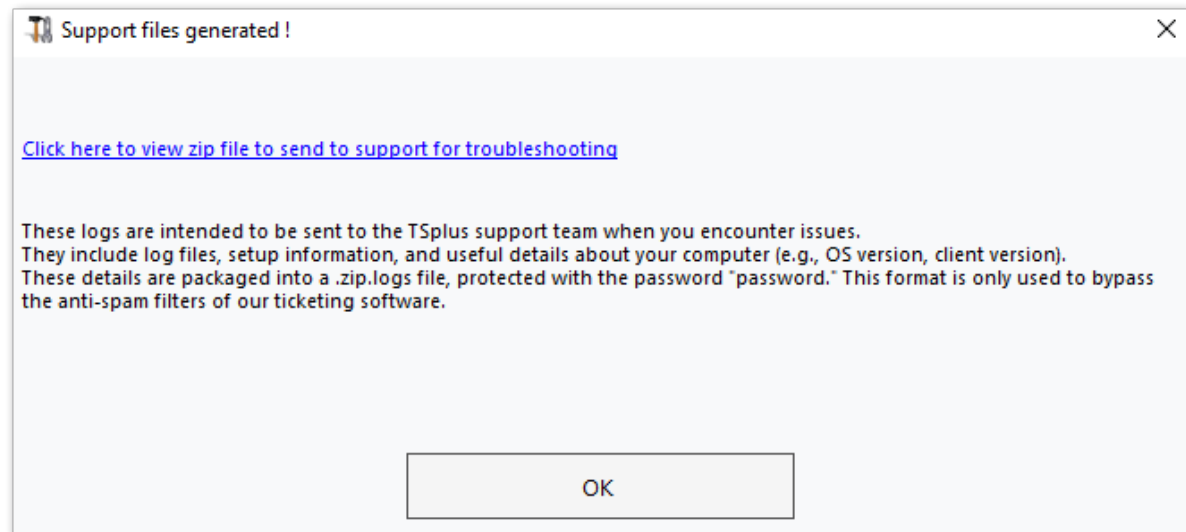 Support files generated !
Click here to view zip file to send to support for troubleshooting
These logs are intended to be sent to the TSplus support team when you encounter issues.
They include log files, setup information, and useful details about your computer (e.g., OS version, client version).
These details are packaged into a .zip.logs file, protected with the password "password." This format is only used to bypass
the anti-spam filters of our ticketing software.
OK